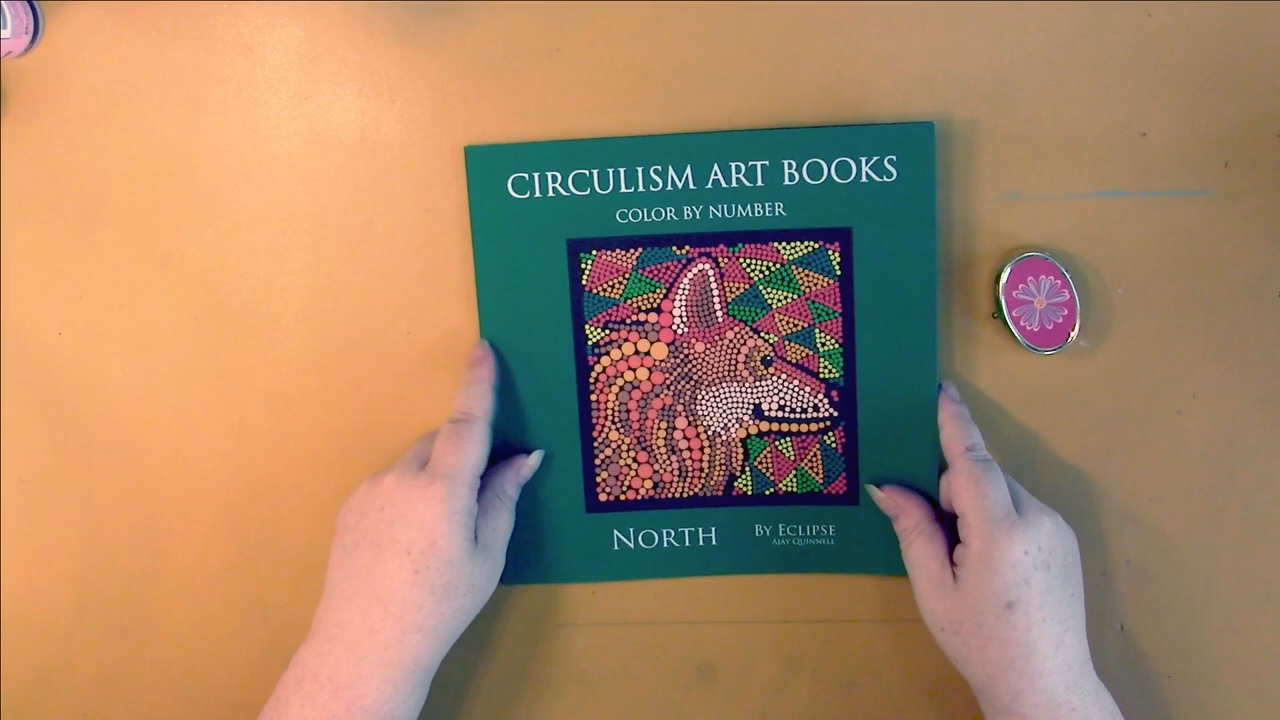 CIRCULISM ART BOOKS
COLOR BY NUMBER
NORTH
BY ECLIPSE
AJAY QUINNELL